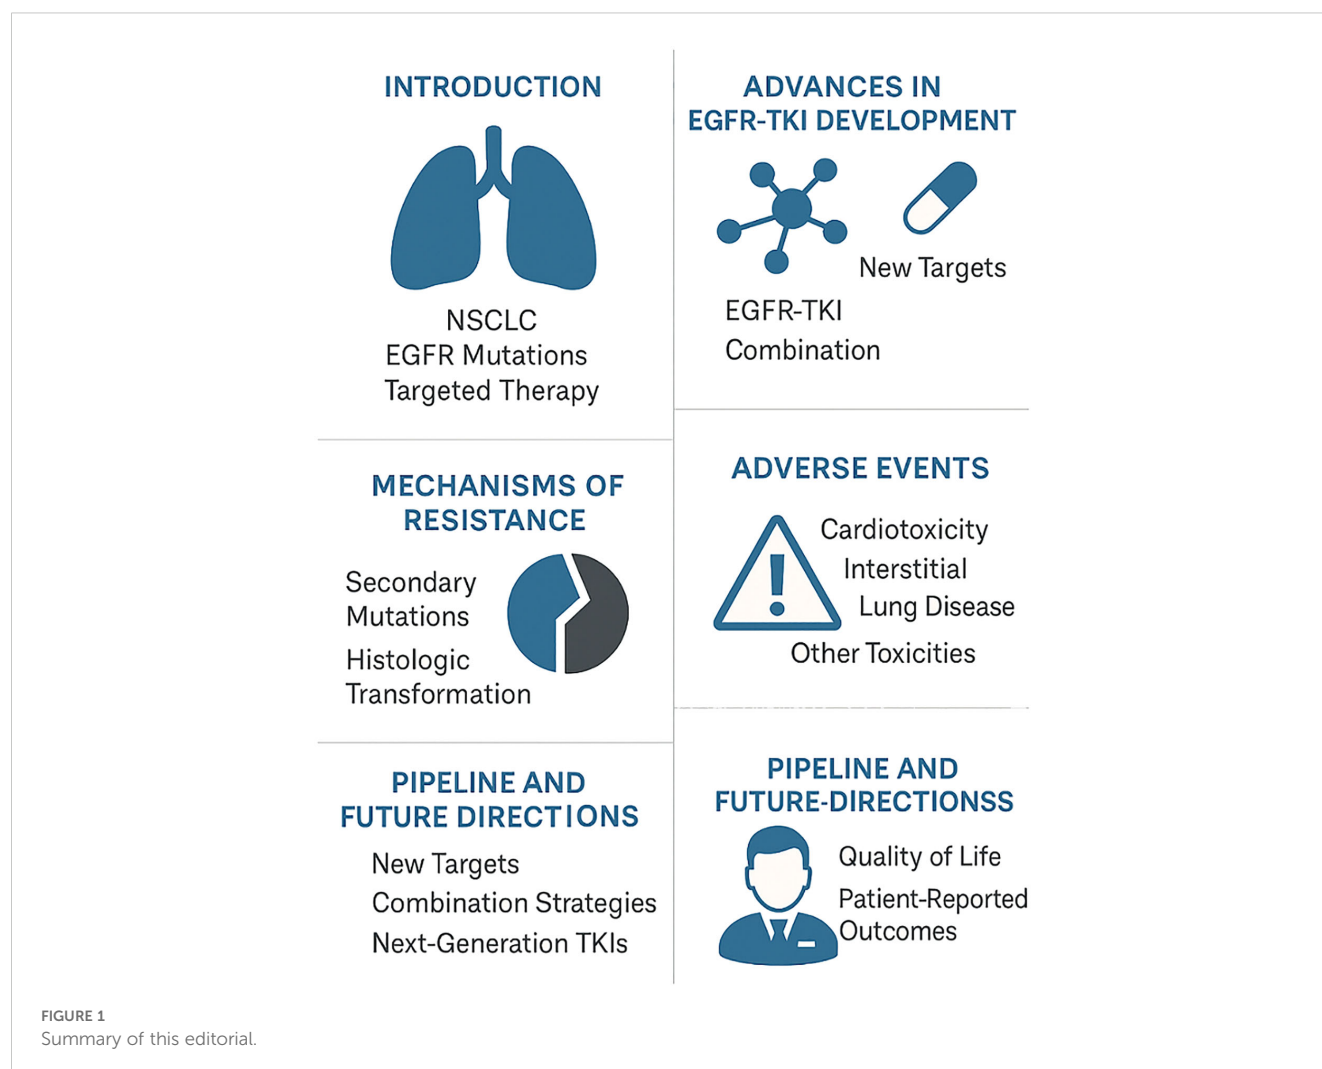 INTRODUCTION
NSCLC
EGFR Mutations
Targeted Therapy
ADVANCES IN
EGFR-TKI DEVELOPMENT
New Targets
EGFR-TKI
Combination
MECHANISMS OF
RESISTANCE
Secondary
Mutations
Histologic
Transformation
ADVERSE EVENTS
Cardiotoxicity
Interstitial
Lung Disease
Other Toxicities
PIPELINE AND
FUTURE DIRECTIONS
New Targets
Combination Strategies
Next-Generation TKIs
PIPELINE AND
FUTURE-DIRECTIONSS
Quality of Life
Patient-Reported
Outcomes
FIGURE 1
Summary of this editorial.